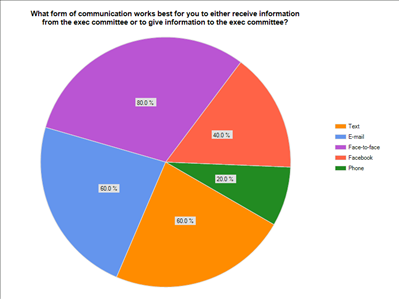 What form of communication works best for you to either receive information
from the exec committee or to give information to the exec committee?
80.0 %
40.0 %
20.0 %
60.0 %
60.0 %
Text
E-mail
Face-to-face
Facebook
Phone